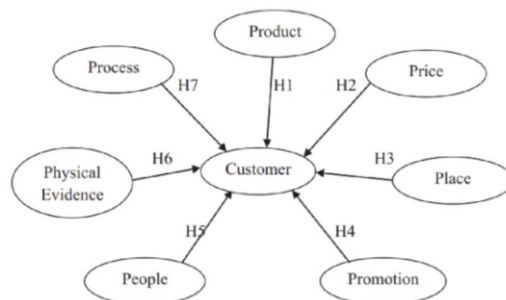 Product
Process
Price
H7
H1
H2
Customer
H6
H3
Physical
Evidence
Place
H5
H4
People
Promotion